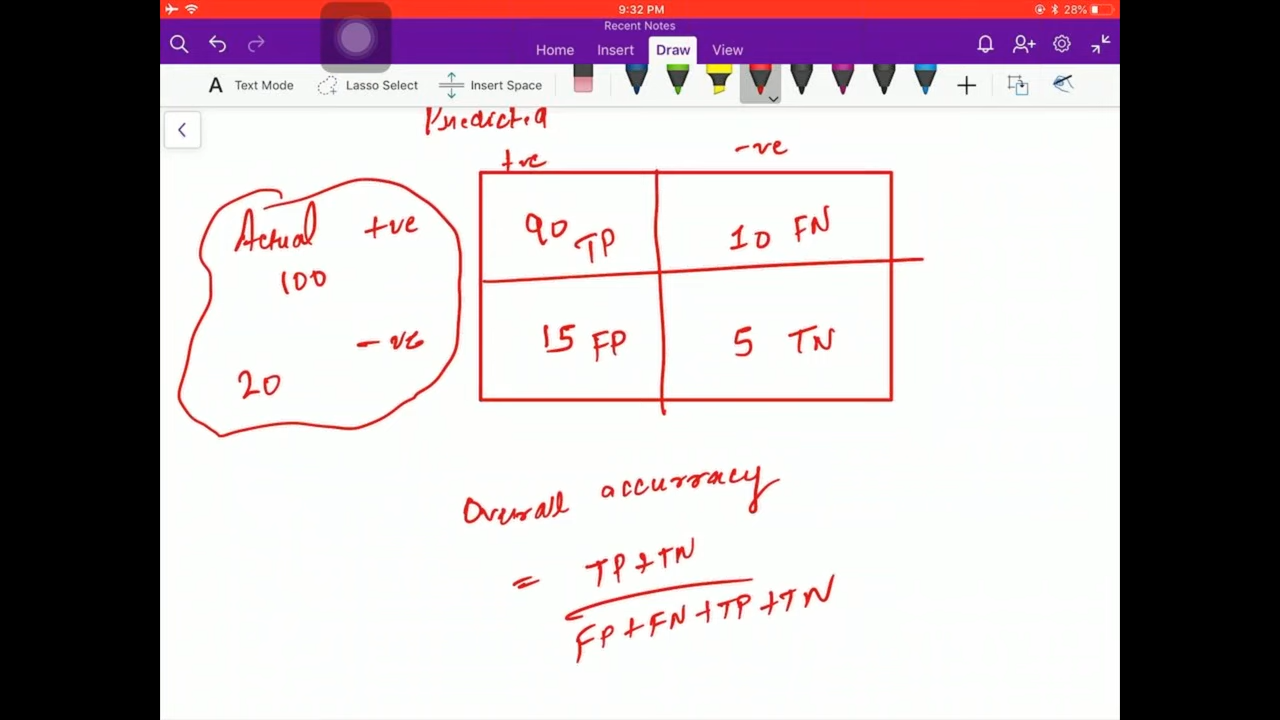 9:32 PM
28%
Recent Notes
Home Insert Draw View
A Text Mode Lasso Select Insert Space
Predicted
+ve -ve
Actual +ve 90 TP 10 FN
100
-ve 15 FP 5 TN
20
Overall accurracy
= TP+TN
FP+FN+TP+TN